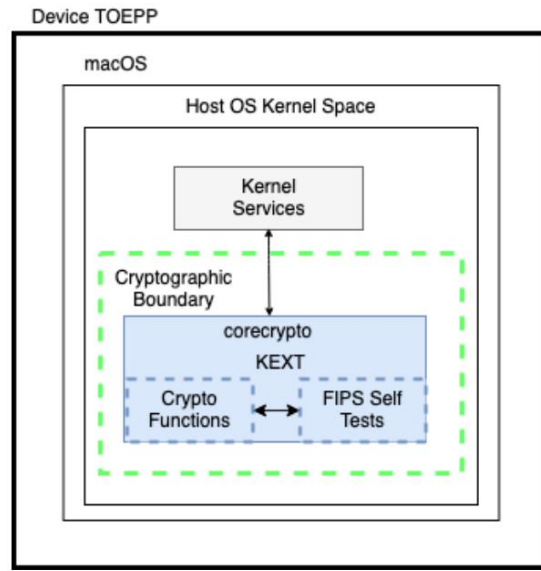 Device TOEPP
macOS
Host OS Kernel Space
Kernel
Services
Cryptographic
Boundary
corecrypto
KEXT
Crypto
Functions
FIPS Self
Tests